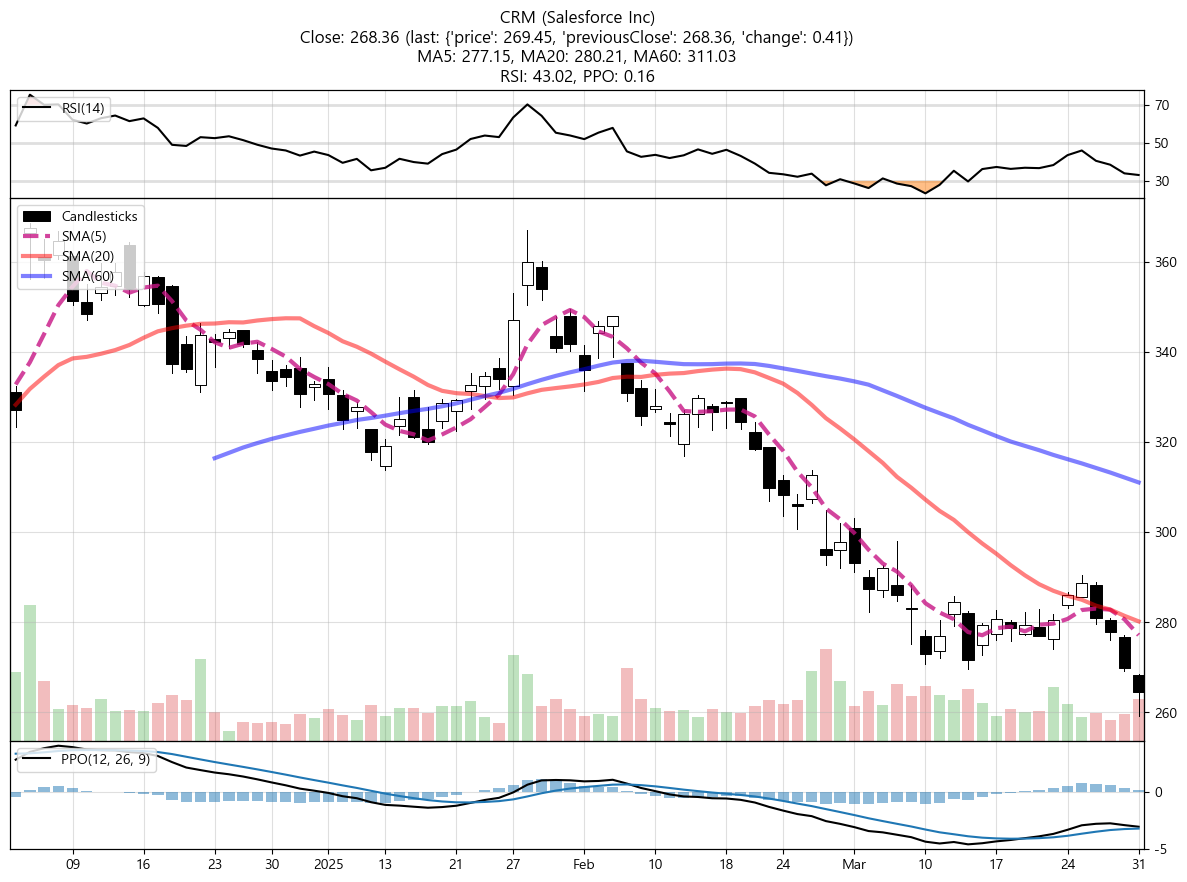 CRM (Salesforce Inc)
Close: 268.36 (last: {'price': 269.45, 'previousClose': 268.36, 'change': 0.41})
MA5: 277.15, MA20: 280.21, MA60: 311.03
RSI: 43.02, PPO: 0.16
RSI(14)
70
50
30
Candlesticks
SMA(5)
SMA(20)
SMA(60)
360
340
320
300
280
260
PPO(12, 26, 9)
0
-5
09 16 23 30 2025 13 21 27 Feb 10 18 24 Mar 10 17 24 31